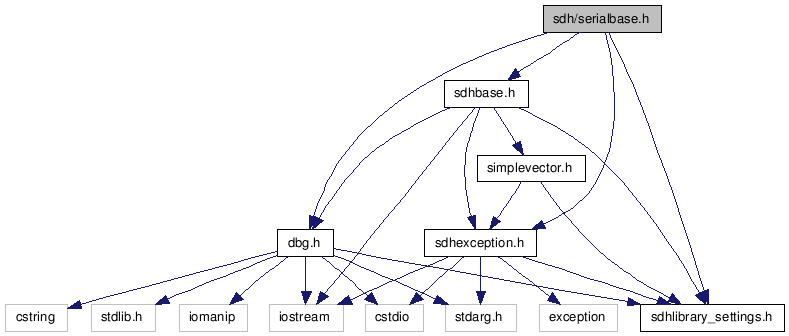 sdh/serialbase.h
sdhbase.h
simplevector.h
dbg.h
sdhexception.h
cstring
stdlib.h
iomanip
iostream
cstdio
stdarg.h
exception
sdhlibrary_settings.h